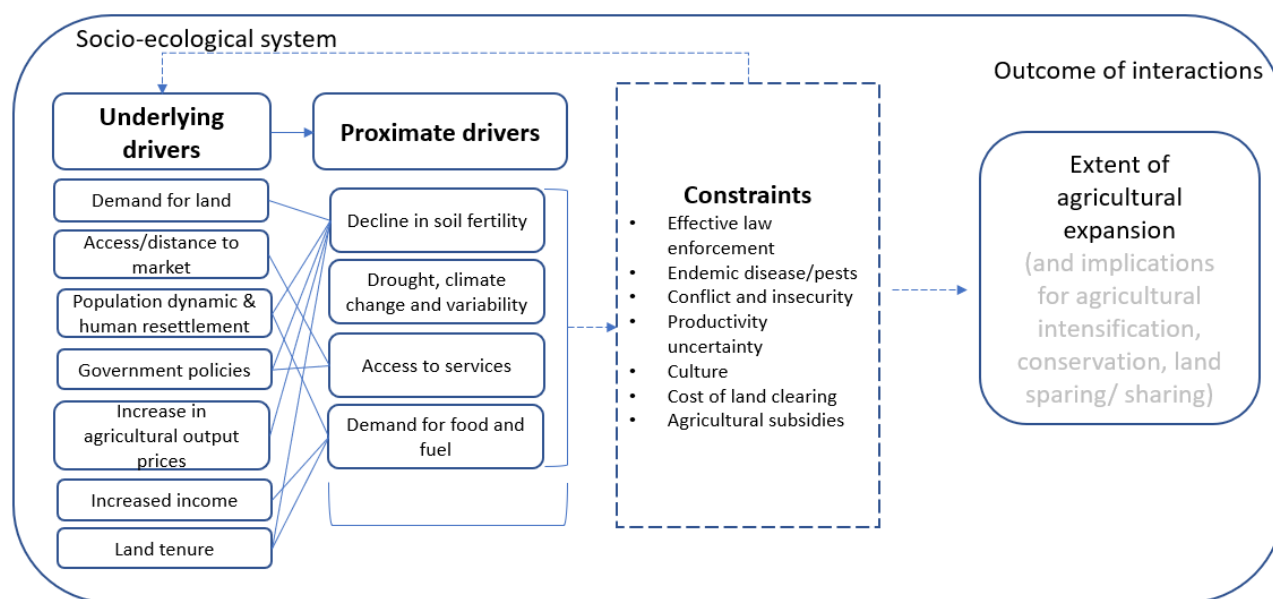 Socio-ecological system
Outcome of interactions
Underlying
drivers
Proximate drivers
Demand for land
Access/distance to
market
Population dynamic &
human resettlement
Government policies
Increase in
agricultural output
prices
Increased income
Land tenure
Decline in soil fertility
Drought, climate
change and variability
Access to services
Demand for food and
fuel
Constraints
• Effective law
enforcement
• Endemic disease/pests
• Conflict and insecurity
• Productivity
uncertainty
• Culture
• Cost of land clearing
• Agricultural subsidies
Extent of
agricultural
expansion
(and implications
for agricultural
intensification,
conservation, land
sparing/ sharing)